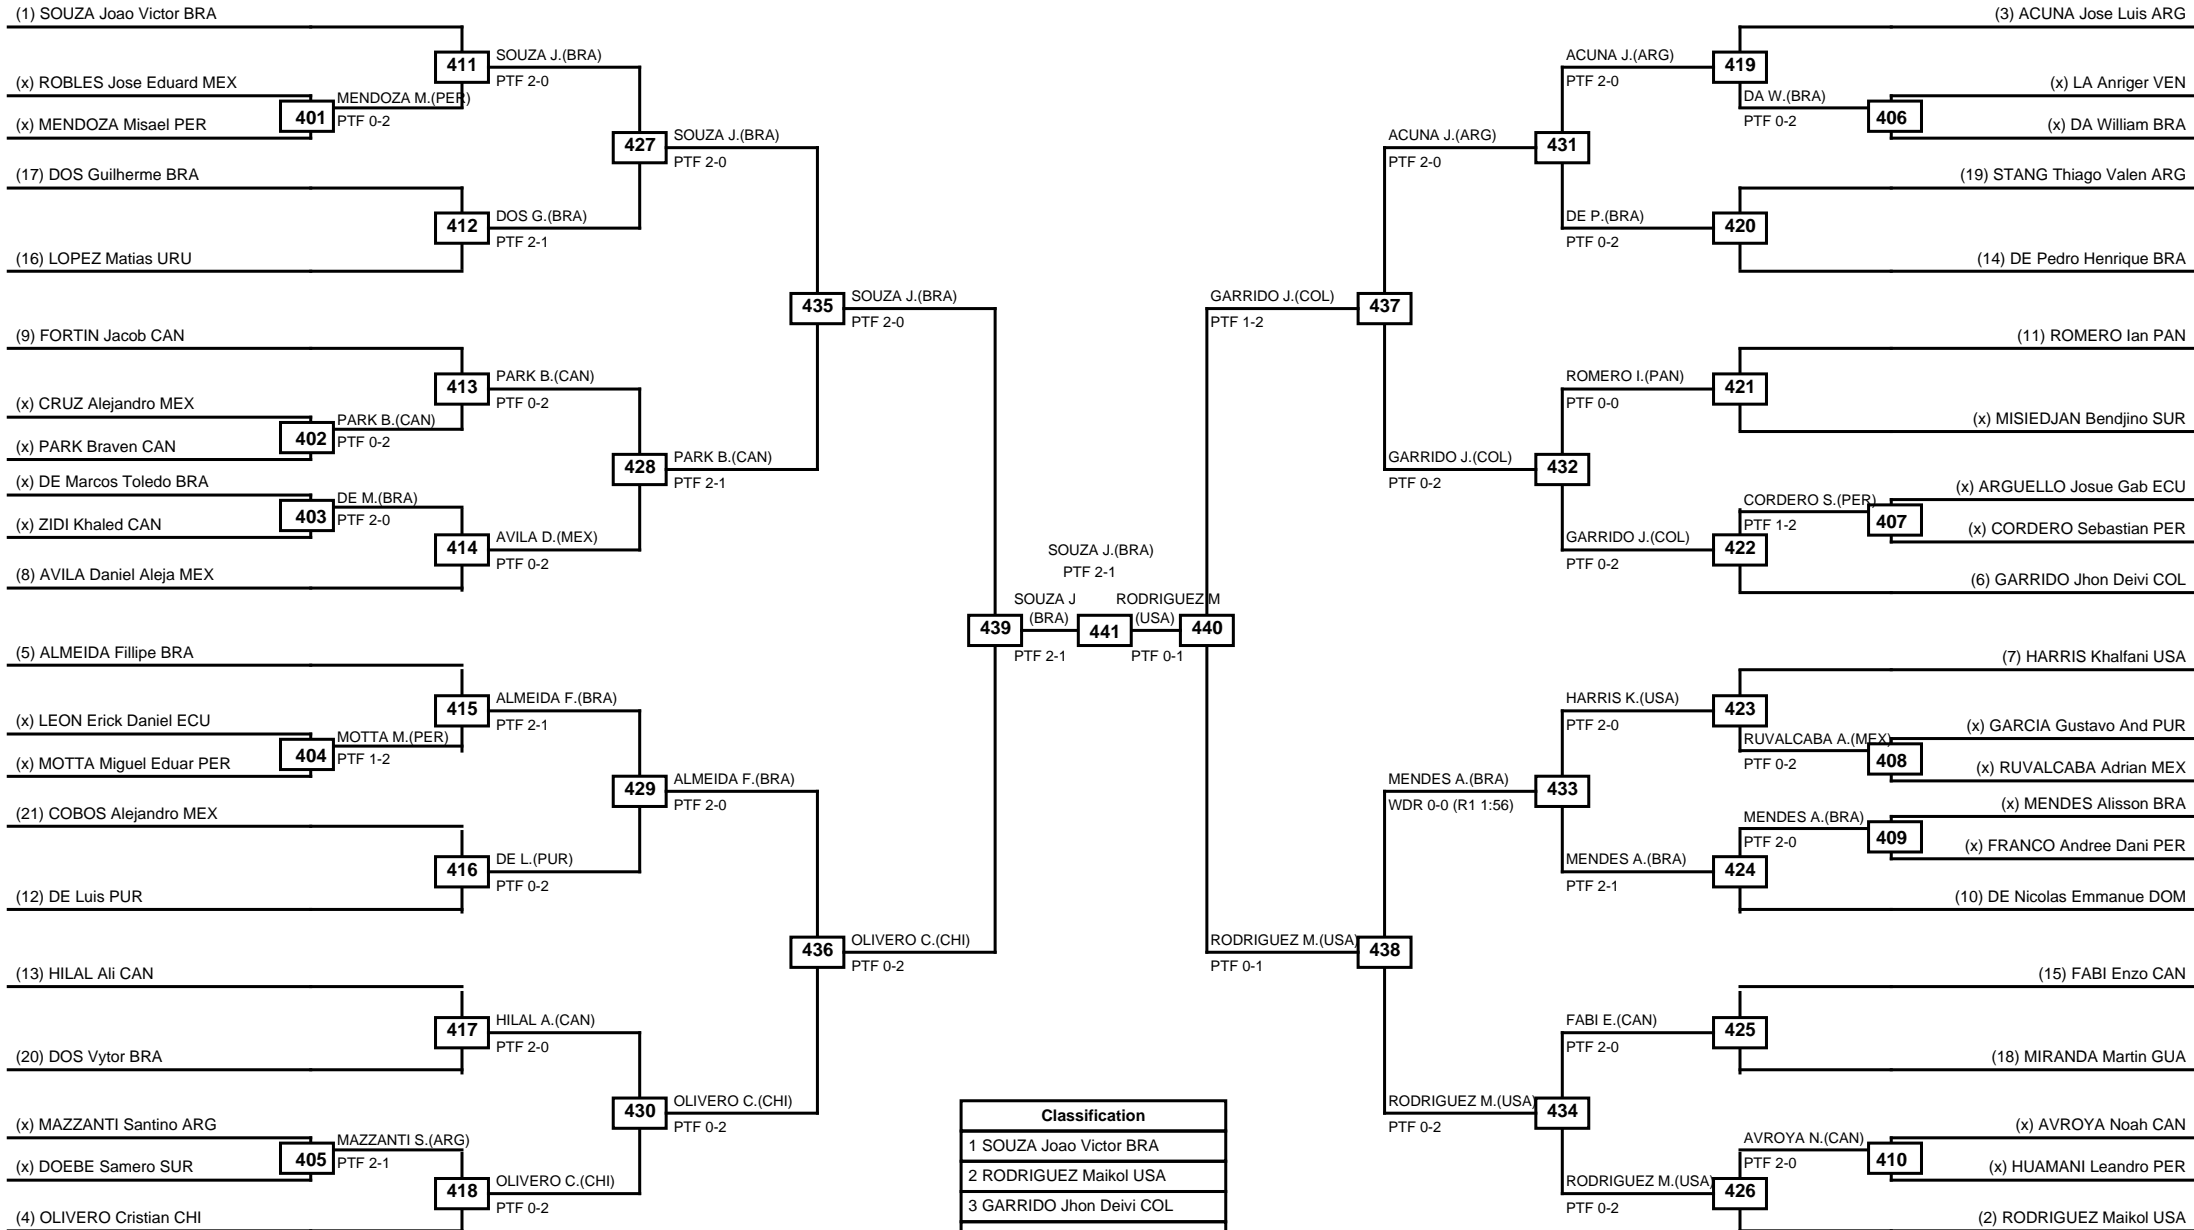 (1) SOUZA Joao Victor BRA
411
SOUZA J.(BRA)
PTF 2-0
(x) ROBLES Jose Eduard MEX
401
MENDOZA M.(PER)
PTF 0-2
(x) MENDOZA Misael PER
427
SOUZA J.(BRA)
PTF 2-0
(17) DOS Guilherme BRA
412
DOS G.(BRA)
PTF 2-1
(16) LOPEZ Matias URU
435
SOUZA J.(BRA)
PTF 2-0
(9) FORTIN Jacob CAN
413
PARK B.(CAN)
PTF 0-2
(x) CRUZ Alejandro MEX
402
PARK B.(CAN)
PTF 0-2
(x) PARK Braven CAN
428
PARK B.(CAN)
PTF 2-1
(x) DE Marcos Toledo BRA
403
DE M.(BRA)
PTF 2-0
(x) ZIDI Khaled CAN
414
AVILA D.(MEX)
PTF 0-2
(8) AVILA Daniel Aleja MEX
(5) ALMEIDA Fillipe BRA
415
ALMEIDA F.(BRA)
PTF 2-1
(x) LEON Erick Daniel ECU
404
MOTTA M.(PER)
PTF 1-2
(x) MOTTA Miguel Eduar PER
429
ALMEIDA F.(BRA)
PTF 2-0
(21) COBOS Alejandro MEX
416
DE L.(PUR)
PTF 0-2
(12) DE Luis PUR
436
OLIVERO C.(CHI)
PTF 0-2
(13) HILAL Ali CAN
417
HILAL A.(CAN)
PTF 2-0
(20) DOS Vytor BRA
430
OLIVERO C.(CHI)
PTF 0-2
(x) MAZZANTI Santino ARG
405
MAZZANTI S.(ARG)
PTF 2-1
(x) DOEBE Samero SUR
418
OLIVERO C.(CHI)
PTF 0-2
(4) OLIVERO Cristian CHI
SOUZA J.(BRA)
PTF 2-1
439
SOUZA J
(BRA)
PTF 2-1
441
RODRIGUEZ M
(USA)
PTF 0-1
440
Classification
1 SOUZA Joao Victor BRA
2 RODRIGUEZ Maikol USA
3 GARRIDO Jhon Deivi COL
(3) ACUNA Jose Luis ARG
ACUNA J.(ARG)
PTF 2-0
419
(x) LA Anriger VEN
DA W.(BRA)
PTF 0-2
406
(x) DA William BRA
ACUNA J.(ARG)
PTF 2-0
431
(19) STANG Thiago Valen ARG
DE P.(BRA)
PTF 0-2
420
(14) DE Pedro Henrique BRA
GARRIDO J.(COL)
PTF 1-2
437
(11) ROMERO Ian PAN
ROMERO I.(PAN)
PTF 0-0
421
(x) MISIEDJAN Bendjino SUR
GARRIDO J.(COL)
PTF 0-2
432
(x) ARGUELLO Josue Gab ECU
CORDERO S.(PER)
PTF 1-2
407
(x) CORDERO Sebastian PER
GARRIDO J.(COL)
PTF 0-2
422
(6) GARRIDO Jhon Deivi COL
(7) HARRIS Khalfani USA
HARRIS K.(USA)
PTF 2-0
423
(x) GARCIA Gustavo And PUR
RUVALCABA A.(MEX)
PTF 0-2
408
(x) RUVALCABA Adrian MEX
MENDES A.(BRA)
WDR 0-0 (R1 1:56)
433
(x) MENDES Alisson BRA
MENDES A.(BRA)
PTF 2-0
409
(x) FRANCO Andree Dani PER
MENDES A.(BRA)
PTF 2-1
424
(10) DE Nicolas Emmanue DOM
RODRIGUEZ M.(USA)
PTF 0-1
438
(15) FABI Enzo CAN
FABI E.(CAN)
PTF 2-0
425
(18) MIRANDA Martin GUA
RODRIGUEZ M.(USA)
PTF 0-2
434
(x) AVROYA Noah CAN
AVROYA N.(CAN)
PTF 2-0
410
(x) HUAMANI Leandro PER
RODRIGUEZ M.(USA)
PTF 0-2
426
(2) RODRIGUEZ Maikol USA